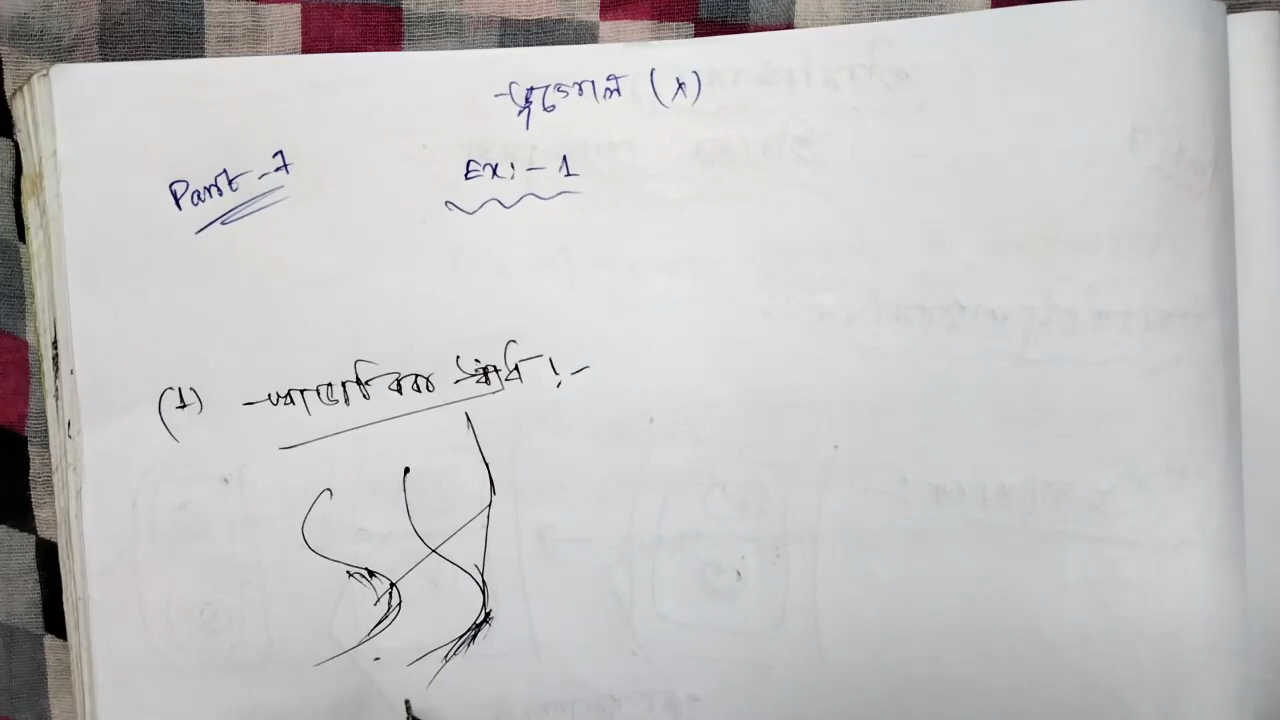 ভূগোল (X)
Part-7
Ex:-1
(1) স্বাভাবিক :-